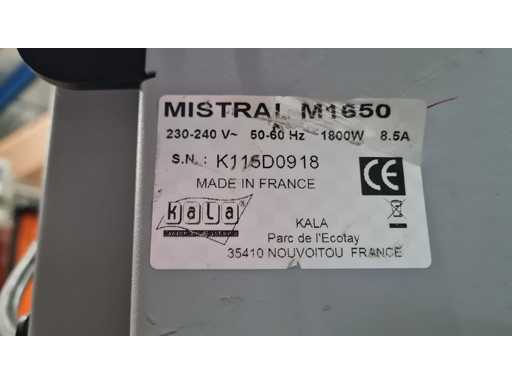 MISTRAL M1650
230-240 V~ 50-60 Hz 1800W 8.5A
S.N. : K115D0918
MADE IN FRANCE
CE
kala®
KALA
Parc de l'Ecotay
35410 NOUVOITOU FRANCE